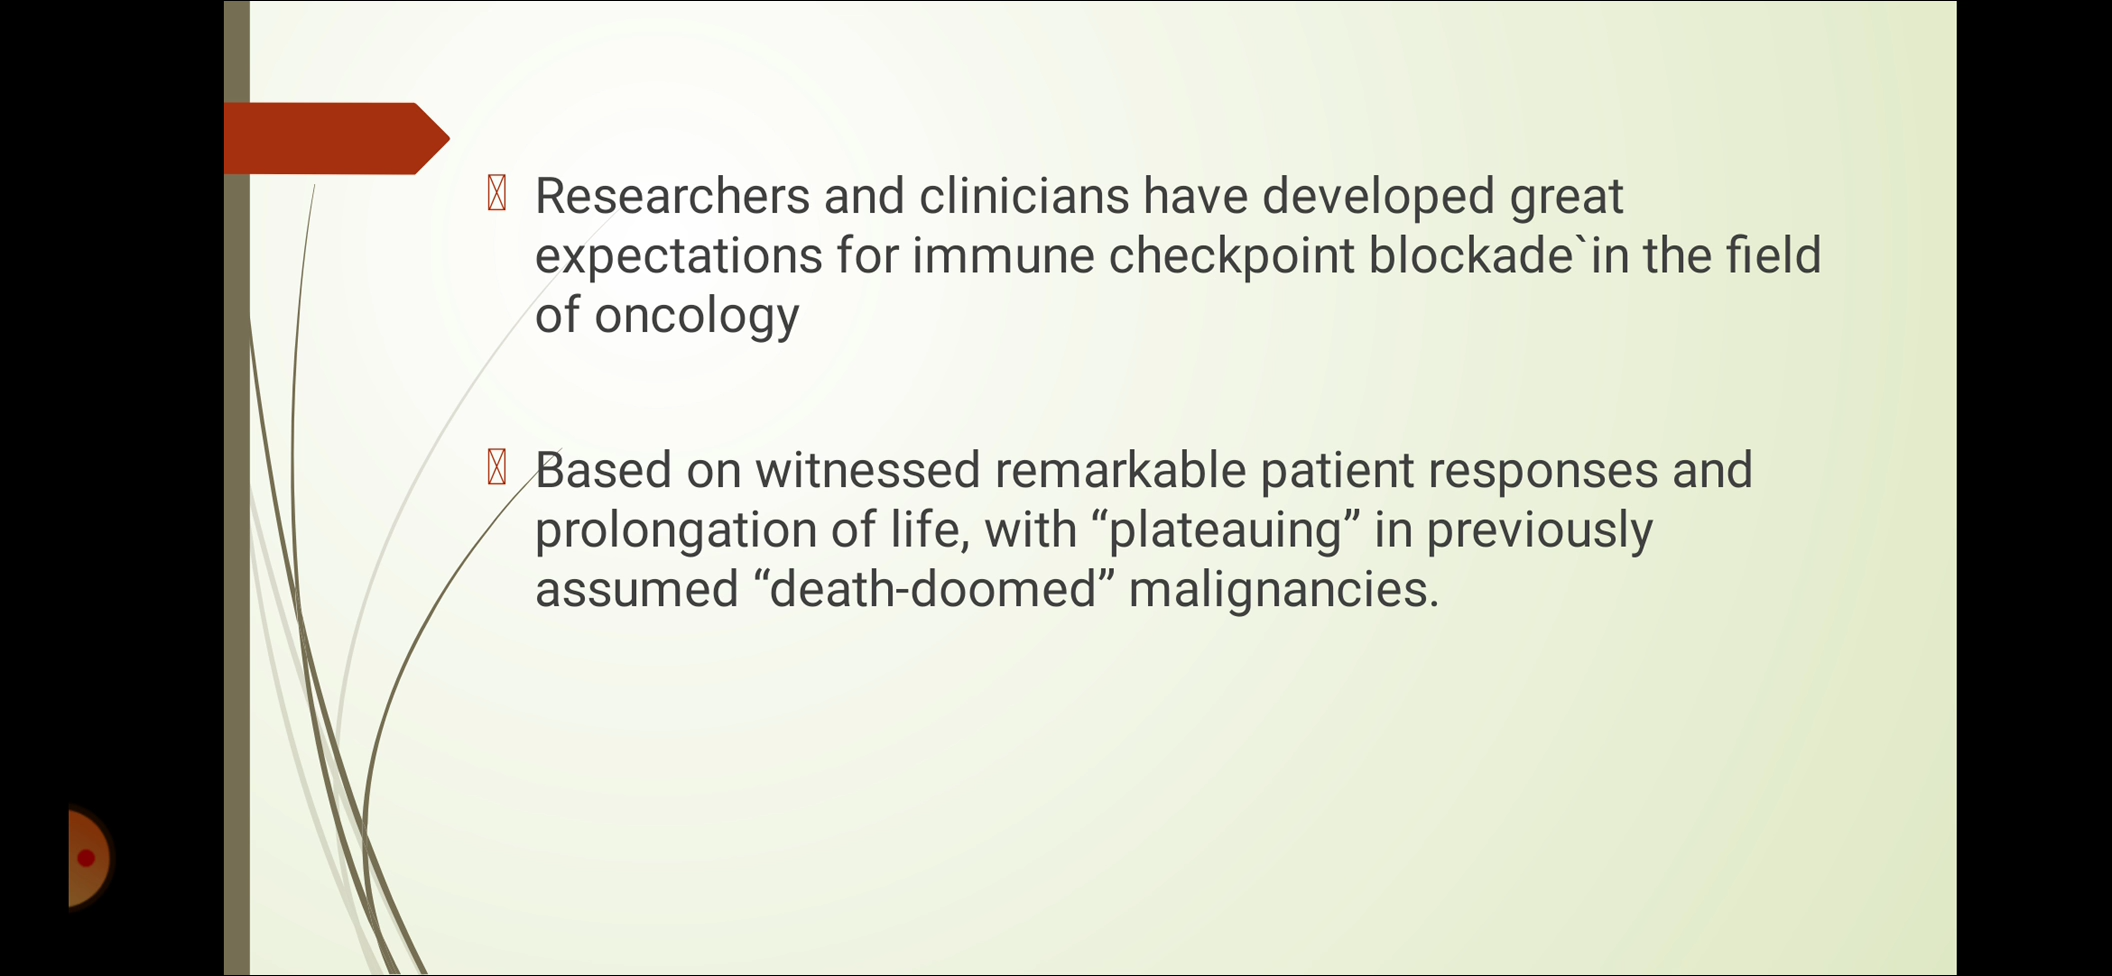 Researchers and clinicians have developed great
expectations for immune checkpoint blockade`in the field
of oncology
Based on witnessed remarkable patient responses and
prolongation of life, with “plateauing” in previously
assumed “death-doomed” malignancies.